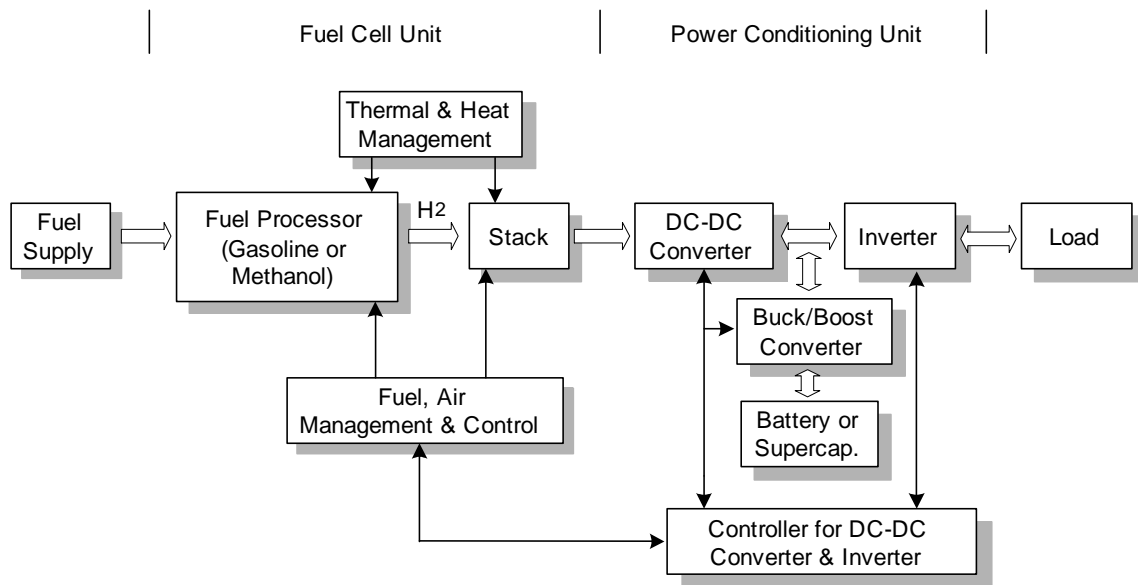 Fuel Cell Unit
Power Conditioning Unit
Thermal & Heat
Management
Fuel
Supply
Fuel Processor
(Gasoline or
Methanol)
H2
Stack
DC-DC
Converter
Inverter
Load
Buck/Boost
Converter
Fuel, Air
Management & Control
Battery or
Supercap.
Controller for DC-DC
Converter & Inverter